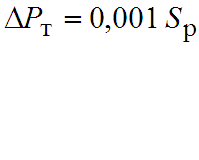 ΔPт = 0,001 Sр